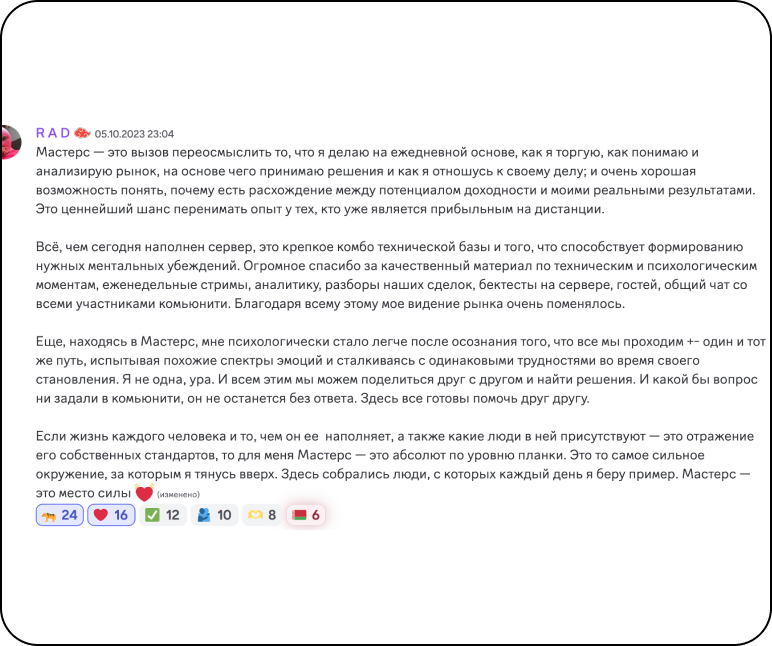 R A D 05.10.2023 23:04
Мастерс — это вызов переосмыслить то, что я делаю на ежедневной основе, как я торгую, как понимаю и
анализирую рынок, на основе чего принимаю решения и как я отношусь к своему делу; и очень хорошая
возможность понять, почему есть расхождение между потенциалом доходности и моими реальными результатами.
Это ценнейший шанс перенимать опыт у тех, кто уже является прибыльным на дистанции.
Всё, чем сегодня наполнен сервер, это крепкое комбо технической базы и того, что способствует формированию
нужных ментальных убеждений. Огромное спасибо за качественный материал по техническим и психологическим
моментам, еженедельные стримы, аналитику, разборы наших сделок, бектесты на сервере, гостей, общий чат со
всеми участниками комьюнити. Благодаря всему этому мое видение рынка очень поменялось.
Еще, находясь в Мастерс, мне психологически стало легче после осознания того, что все мы проходим +- один и тот
же путь, испытывая похожие спектры эмоций и сталкиваясь с одинаковыми трудностями во время своего
становления. Я не одна, ура. И всем этим мы можем поделиться друг с другом и найти решения. И какой бы вопрос
ни задали в комьюнити, он не останется без ответа. Здесь все готовы помочь друг другу.
Если жизнь каждого человека и то, чем он ее наполняет, а также какие люди в ней присутствуют — это отражение
его собственных стандартов, то для меня Мастерс — это абсолют по уровню планки. Это то самое сильное
окружение, за которым я тянусь вверх. Здесь собрались люди, с которых каждый день я беру пример. Мастерс —
это место силы ❤️ (изменено)
24 16 12 10 8 6